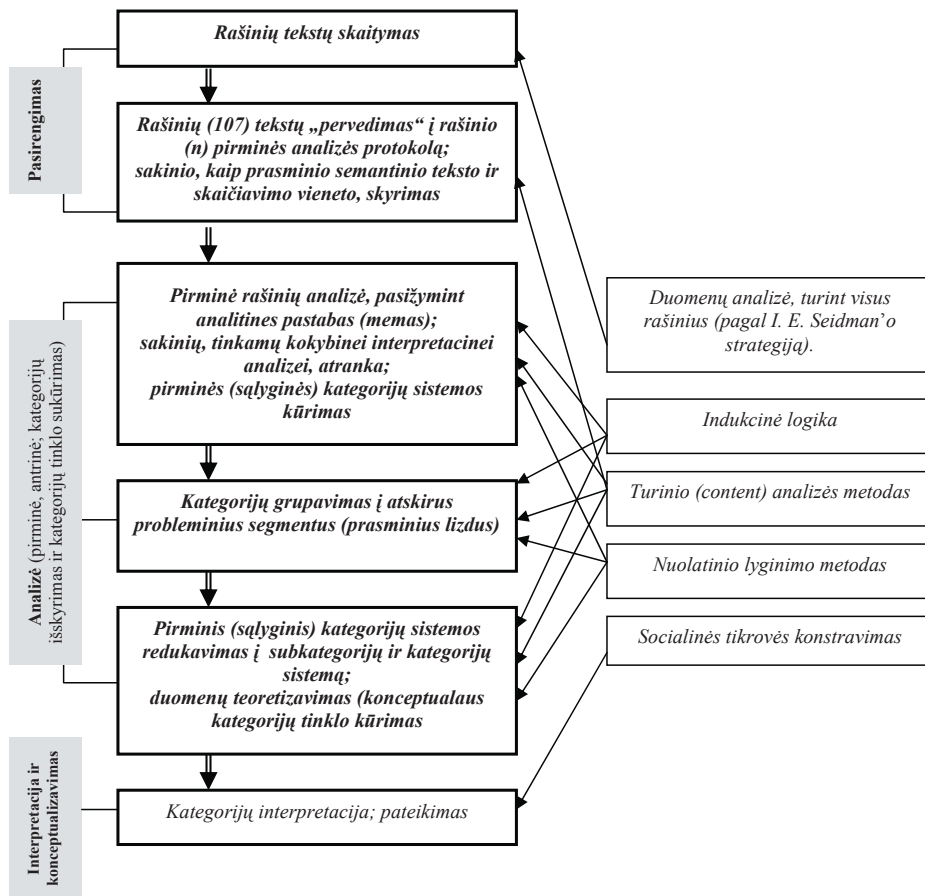 Pasirengimas
Rašinių tekstų skaitymas
Rašinių (107) tekstų „pervedimas“ į rašinio
(n) pirminės analizės protokolą;
sakinio, kaip prasminio semantinio teksto ir
skaičiavimo vieneto, skyrimas
Analizė (pirminė, antrinė; kategorijų
išskyrimas ir kategorijų tinklo sukūrimas)
Pirminė rašinių analizė, pasižymint
analitines pastabas (memas);
sakinių, tinkamų kokybinei interpretacinei
analizei, atranka;
pirminės (sąlyginės) kategorijų sistemos
kūrimas
Kategorijų grupavimas į atskirus
probleminius segmentus (prasminius lizdus)
Pirminis (sąlyginis) kategorijų sistemos
redukavimas į subkategorijų ir kategorijų
sistemą;
duomenų teoretizavimas (konceptualaus
kategorijų tinklo kūrimas
Interpretacija ir
konceptualizavimas
Kategorijų interpretacija; pateikimas
Duomenų analizė, turint visus
rašinius (pagal I. E. Seidman’o
strategiją).
Indukcinė logika
Turinio (content) analizės metodas
Nuolatinio lyginimo metodas
Socialinės tikrovės konstravimas